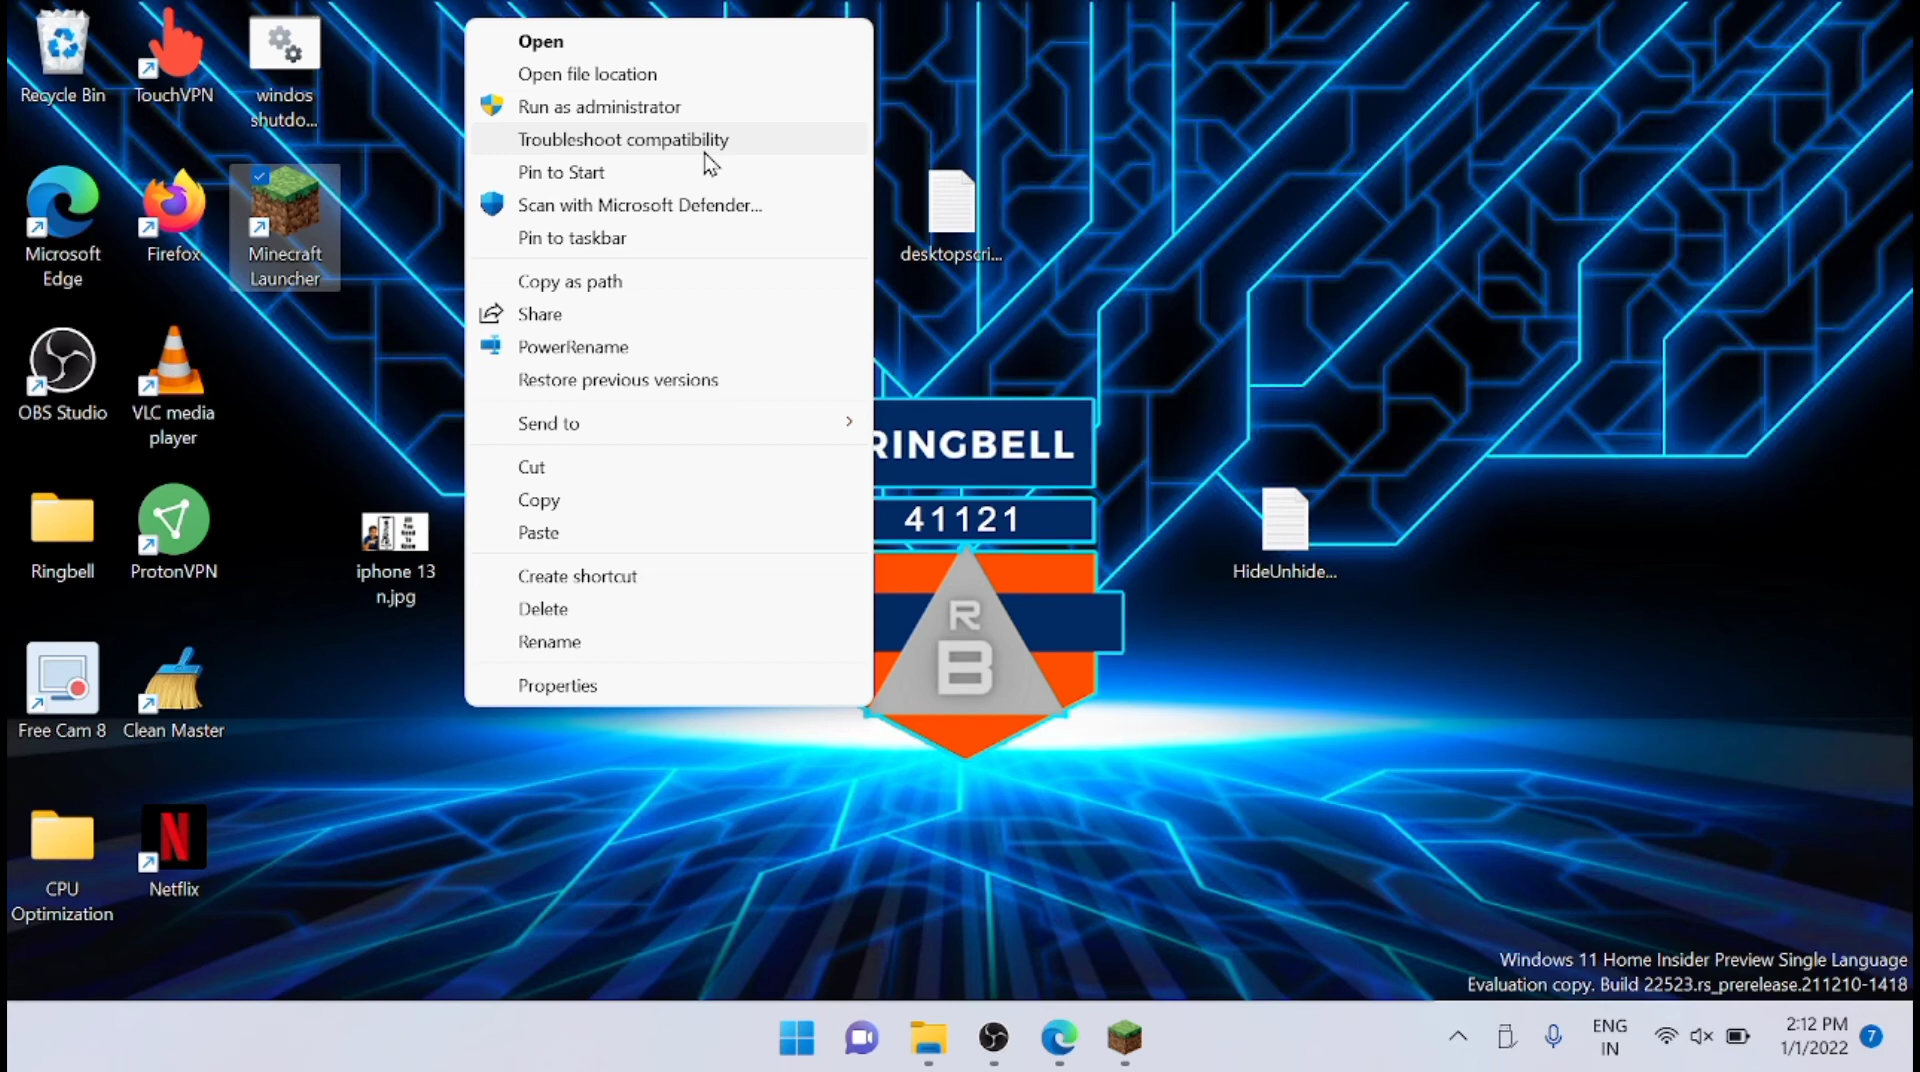 Recycle Bin
TouchVPN
windos
shutdo...
Microsoft
Edge
Firefox
Minecraft
Launcher
OBS Studio
VLC media
player
Ringbell
ProtonVPN
iphone 13
n.jpg
Free Cam 8
Clean Master
CPU
Optimization
Netflix
Open
Open file location
Run as administrator
Troubleshoot compatibility
Pin to Start
Scan with Microsoft Defender...
Pin to taskbar
Copy as path
Share
PowerRename
Restore previous versions
Send to
Cut
Copy
Paste
Create shortcut
Delete
Rename
Properties
desktopscri...
RINGBELL
41121
R
B
HideUnhide...
Windows 11 Home Insider Preview Single Language
Evaluation copy. Build 22523.rs_prerelease.211210-1418
ENG
IN
2:12 PM
1/1/2022
7